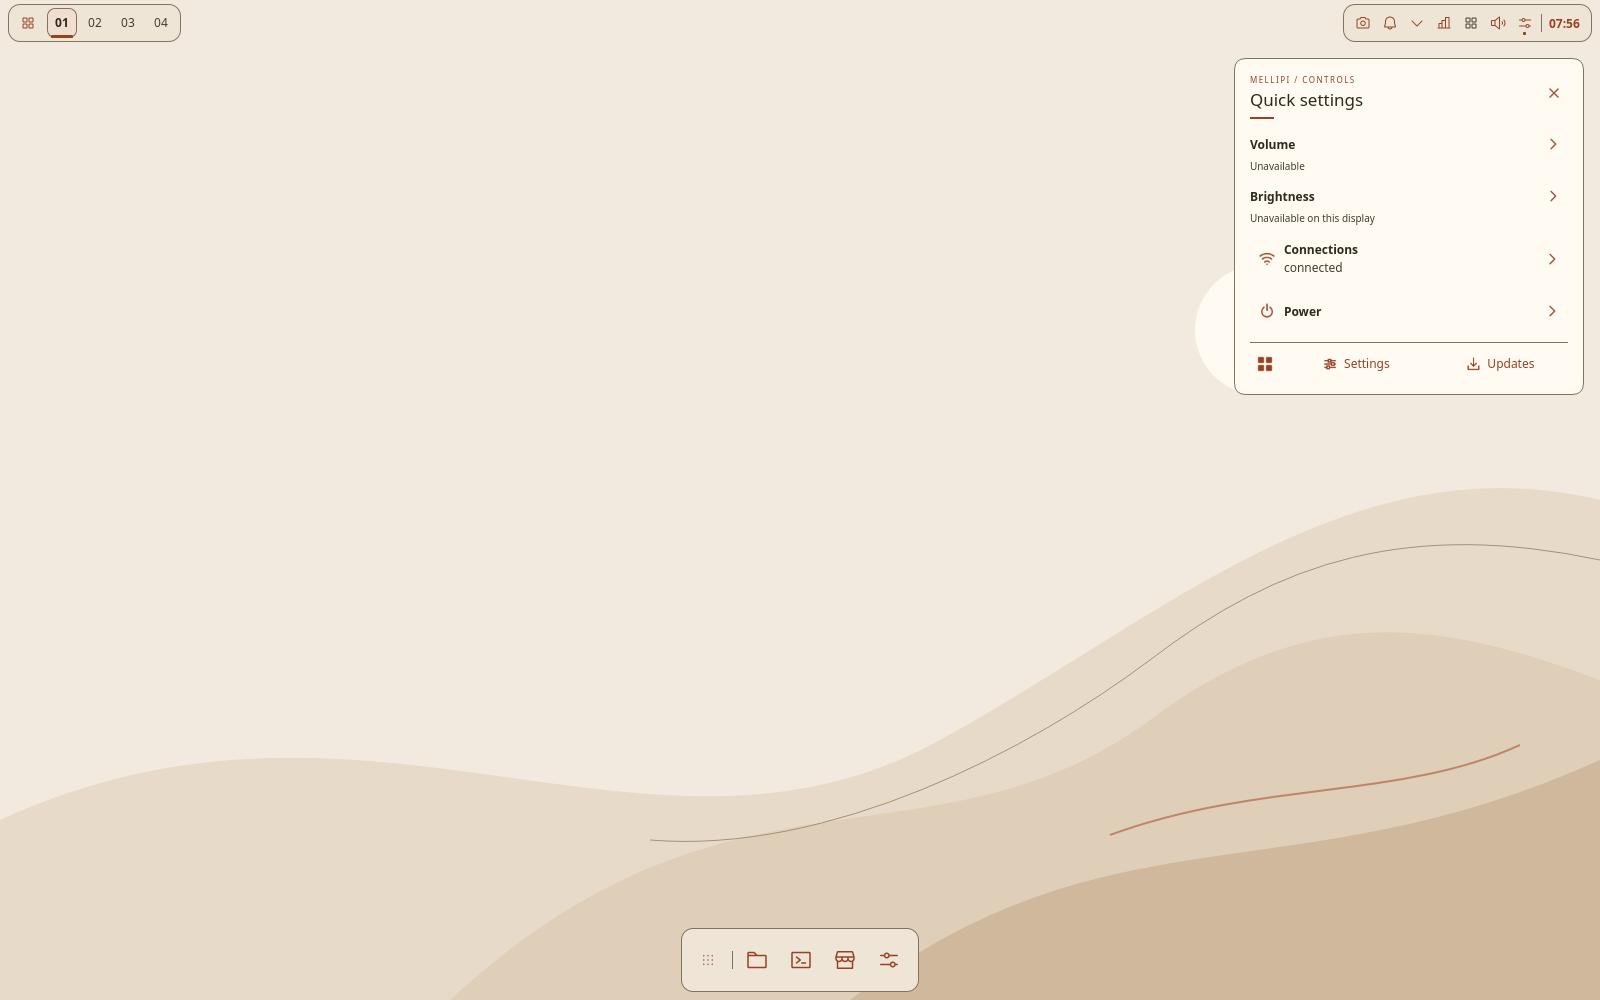 01 02 03 04
07:56
MELLIPI / CONTROLS
Quick settings
Volume
Unavailable
Brightness
Unavailable on this display
Connections
connected
Power
Settings Updates